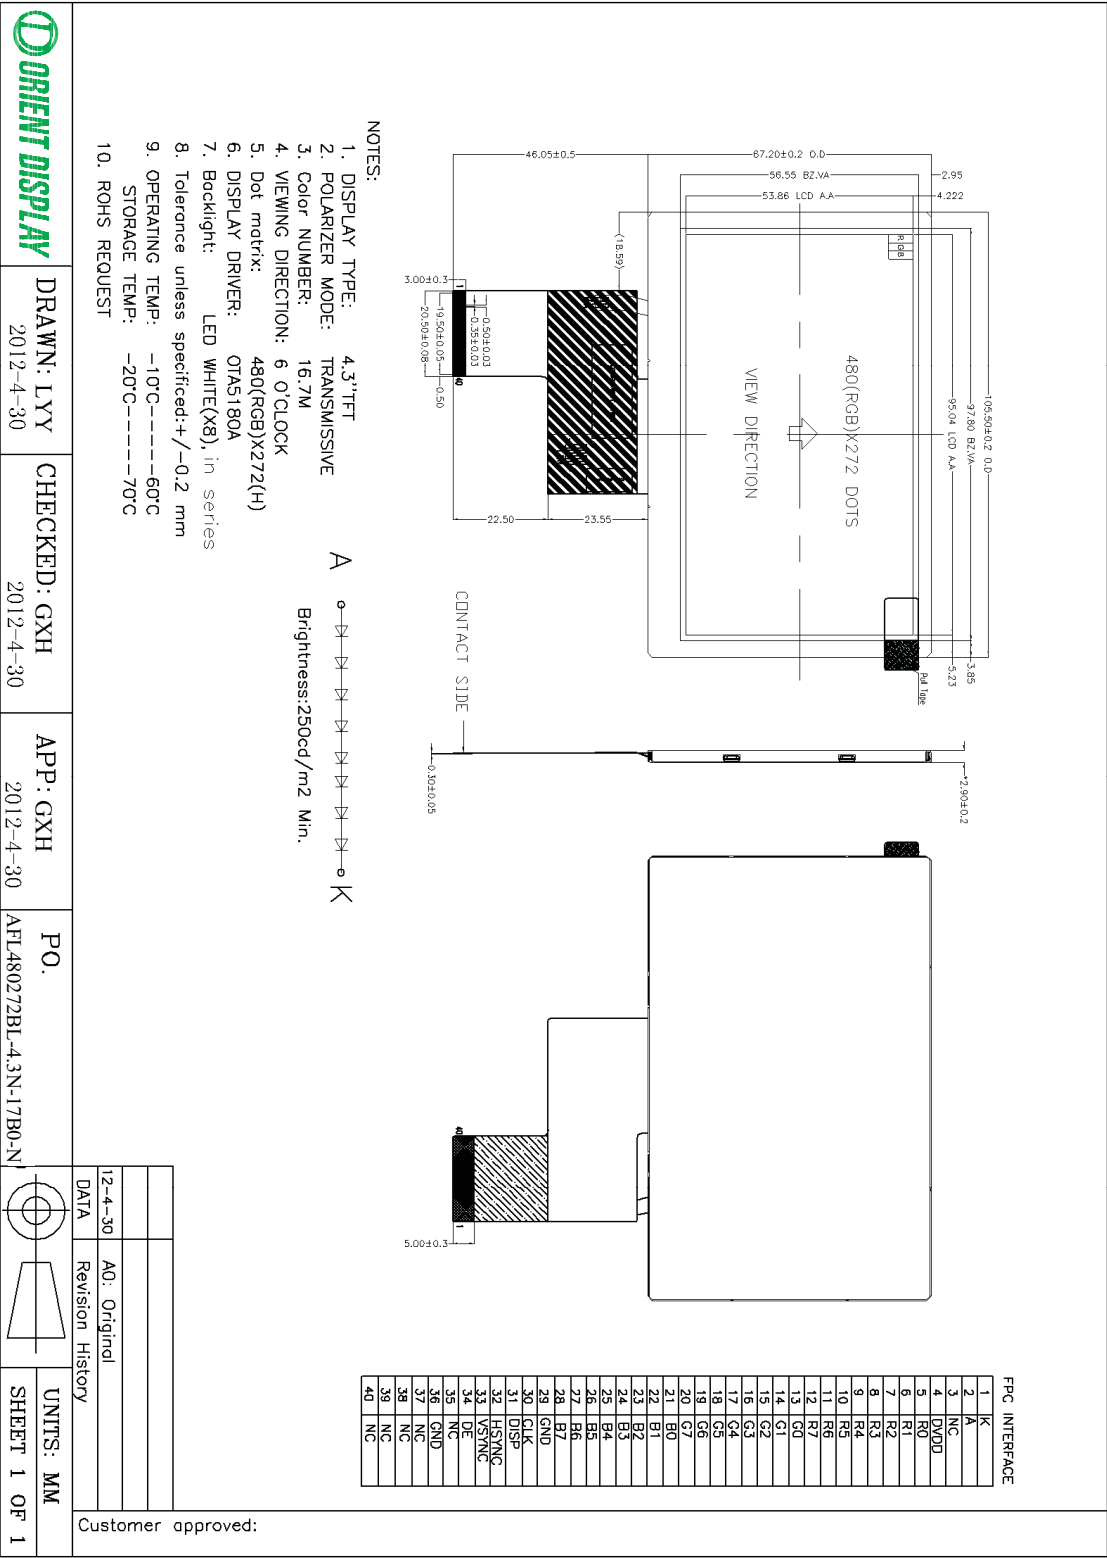 105.50±0.2 O.D
97.80 BZ.VA
95.04 LCD A.A
3.85
5.23
2.95
4.222
67.20±0.2 O.D
56.55 BZ.VA
53.86 LCD A.A
46.05±0.5
R G B
480(RGB)X272 DOTS
VIEW DIRECTION
Pull Tape
(18.59)
23.55
22.50
3.00±0.3
0.50±0.03
0.35±0.03
19.50±0.05
0.50
20.50±0.08
1
40
*2.90±0.2
CONTACT SIDE
0.30±0.05
40
1
5.00±0.3
FPC INTERFACE
1 K
2 A
3 NC
4 DVDD
5 R0
6 R1
7 R2
8 R3
9 R4
10 R5
11 R6
12 R7
13 G0
14 G1
15 G2
16 G3
17 G4
18 G5
19 G6
20 G7
21 B0
22 B1
23 B2
24 B3
25 B4
26 B5
27 B6
28 B7
29 GND
30 CLK
31 DISP
32 HSYNC
33 VSYNC
34 DE
35 NC
36 GND
37 NC
38 NC
39 NC
40 NC
NOTES:
1. DISPLAY TYPE: 4.3''TFT
2. POLARIZER MODE: TRANSMISSIVE
3. Color NUMBER: 16.7M
4. VIEWING DIRECTION: 6 O'CLOCK
5. Dot matrix: 480(RGB)X272(H)
6. DISPLAY DRIVER: OTA5180A
7. Backlight: LED WHITE(X8), in series
8. Tolerance unless specificed:+/-0.2 mm
9. OPERATING TEMP: -10°C-----60°C
STORAGE TEMP: -20°C-----70°C
10. ROHS REQUEST
A
K
Brightness:250cd/m2 Min.
12-4-30 A0: Original
DATA Revision History
Customer approved:
ORIENT DISPLAY
DRAWN: LYY
2012-4-30
CHECKED: GXH
2012-4-30
APP: GXH
2012-4-30
PO.
AFL480272BL-4.3N-17B0-N
UNITS: MM
SHEET 1 OF 1